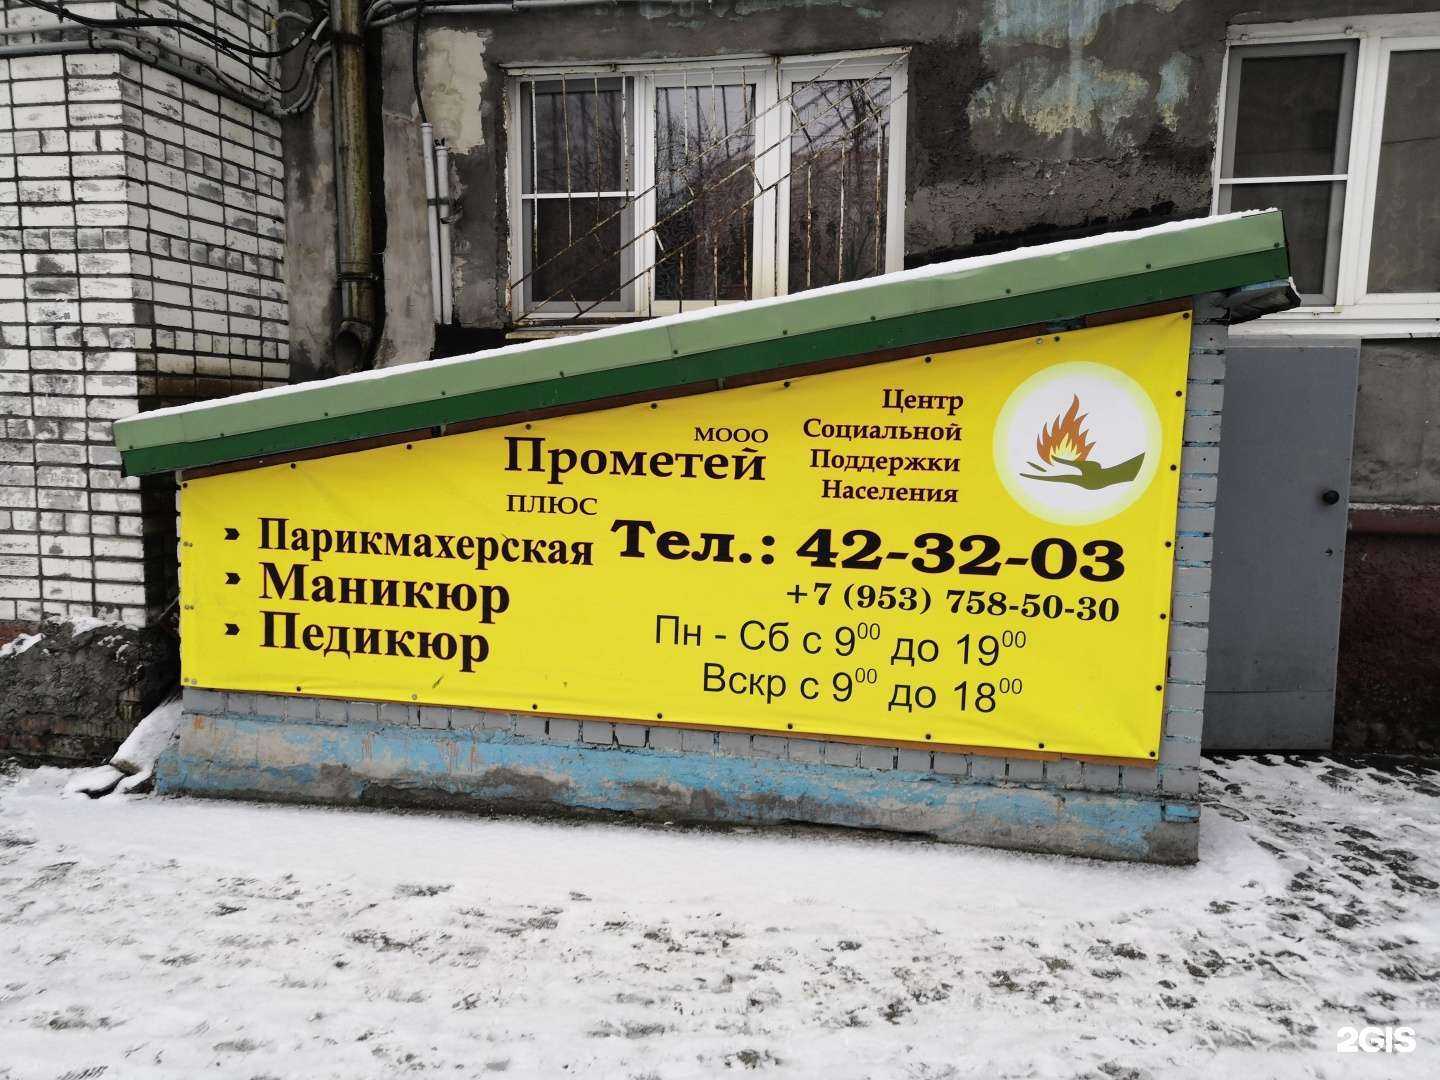 МООО
Прометей
ПЛЮС
Центр
Социальной
Поддержки
Населения
» Парикмахерская
» Маникюр
» Педикюр
Тел.: 42-32-03
+7 (953) 758-50-30
Пн - Сб с 9⁰⁰ до 19⁰⁰
Вскр с 9⁰⁰ до 18⁰⁰
2GIS